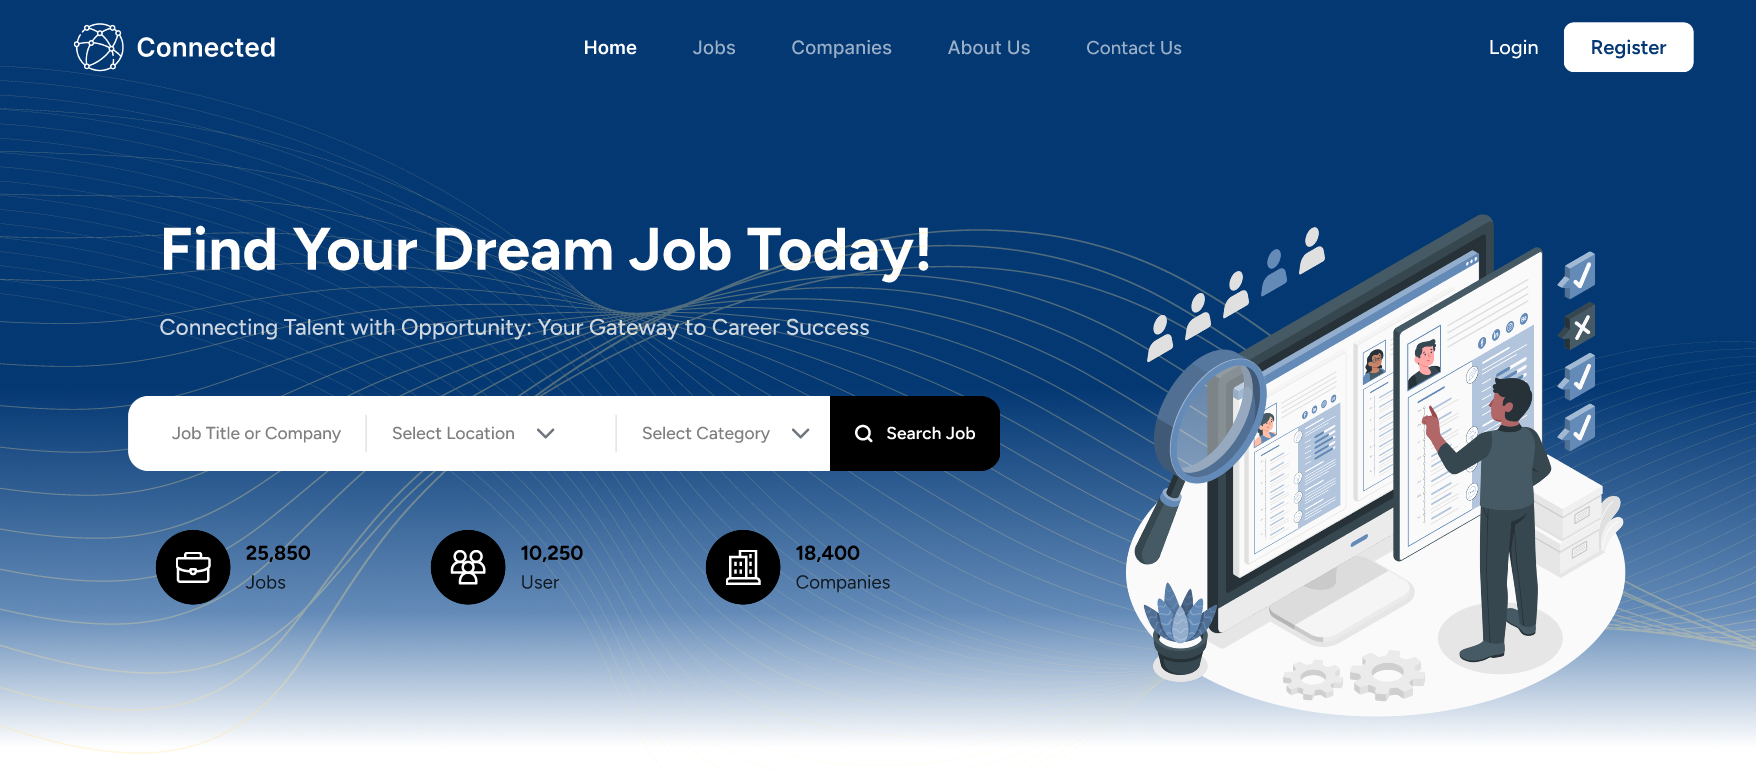 Connected
Home Jobs Companies About Us Contact Us
Login Register
Find Your Dream Job Today!
Connecting Talent with Opportunity: Your Gateway to Career Success
Job Title or Company Select Location Select Category Search Job
25,850
Jobs
10,250
User
18,400
Companies